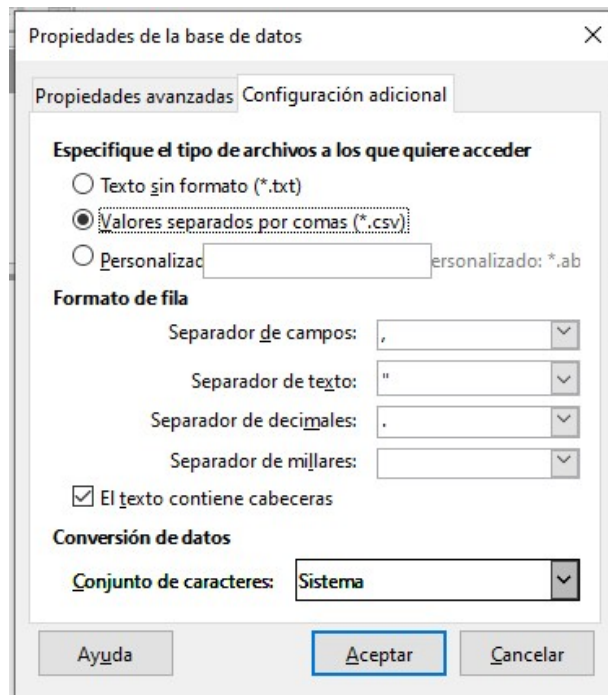 Propiedades de la base de datos
Propiedades avanzadas Configuración adicional
Especifique el tipo de archivos a los que quiere acceder
Texto sin formato (*.txt)
Valores separados por comas (*.csv)
Personalizac ersonalizado: *.ab
Formato de fila
Separador de campos: ,
Separador de texto: "
Separador de decimales: .
Separador de millares:
El texto contiene cabeceras
Conversión de datos
Conjunto de caracteres: Sistema
Ayuda Aceptar Cancelar